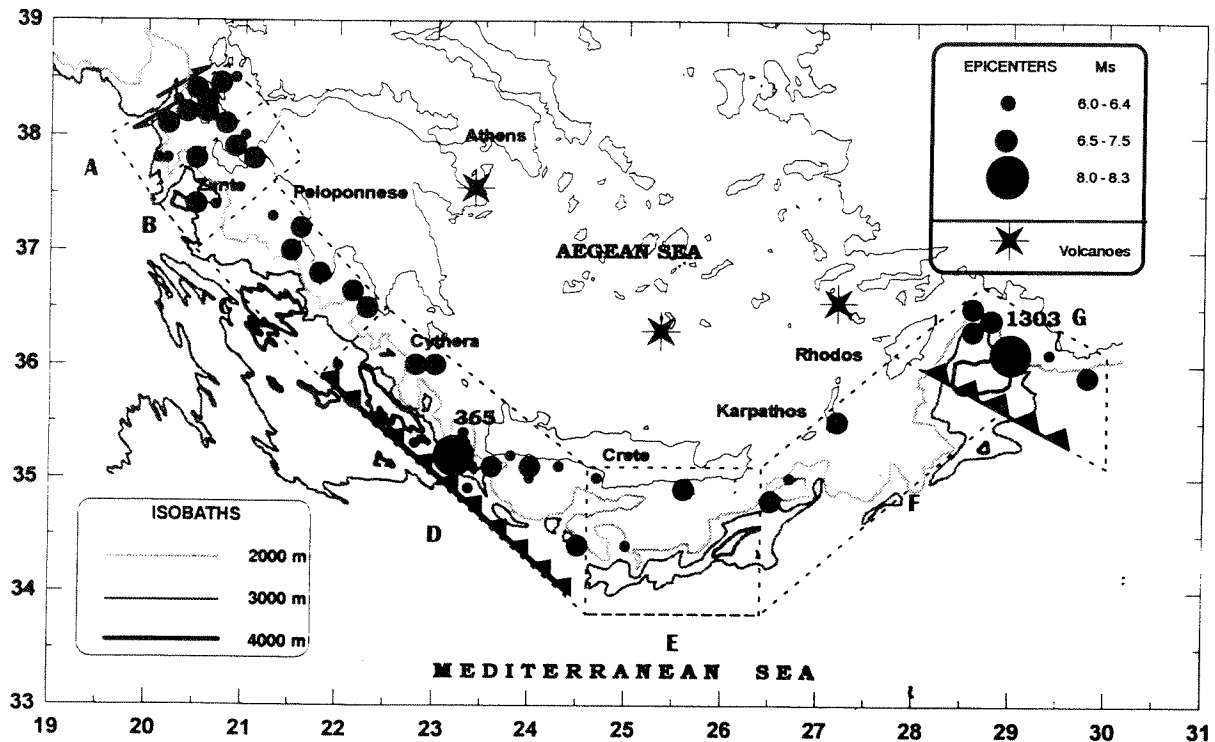 39
38
37
36
35
34
33
19
20
21
22
23
24
25
26
27
28
29
30
31
EPICENTERS Ms
6.0 - 6.4
6.5 - 7.5
8.0 - 8.3
Volcanoes
Athens
A
Zante
Peloponnese
B
AEGEAN SEA
1303 G
Cythera
Rhodos
Karpathos
365
Crete
D
F
E
ISOBATHS
2000 m
3000 m
4000 m
MEDITERRANEAN SEA